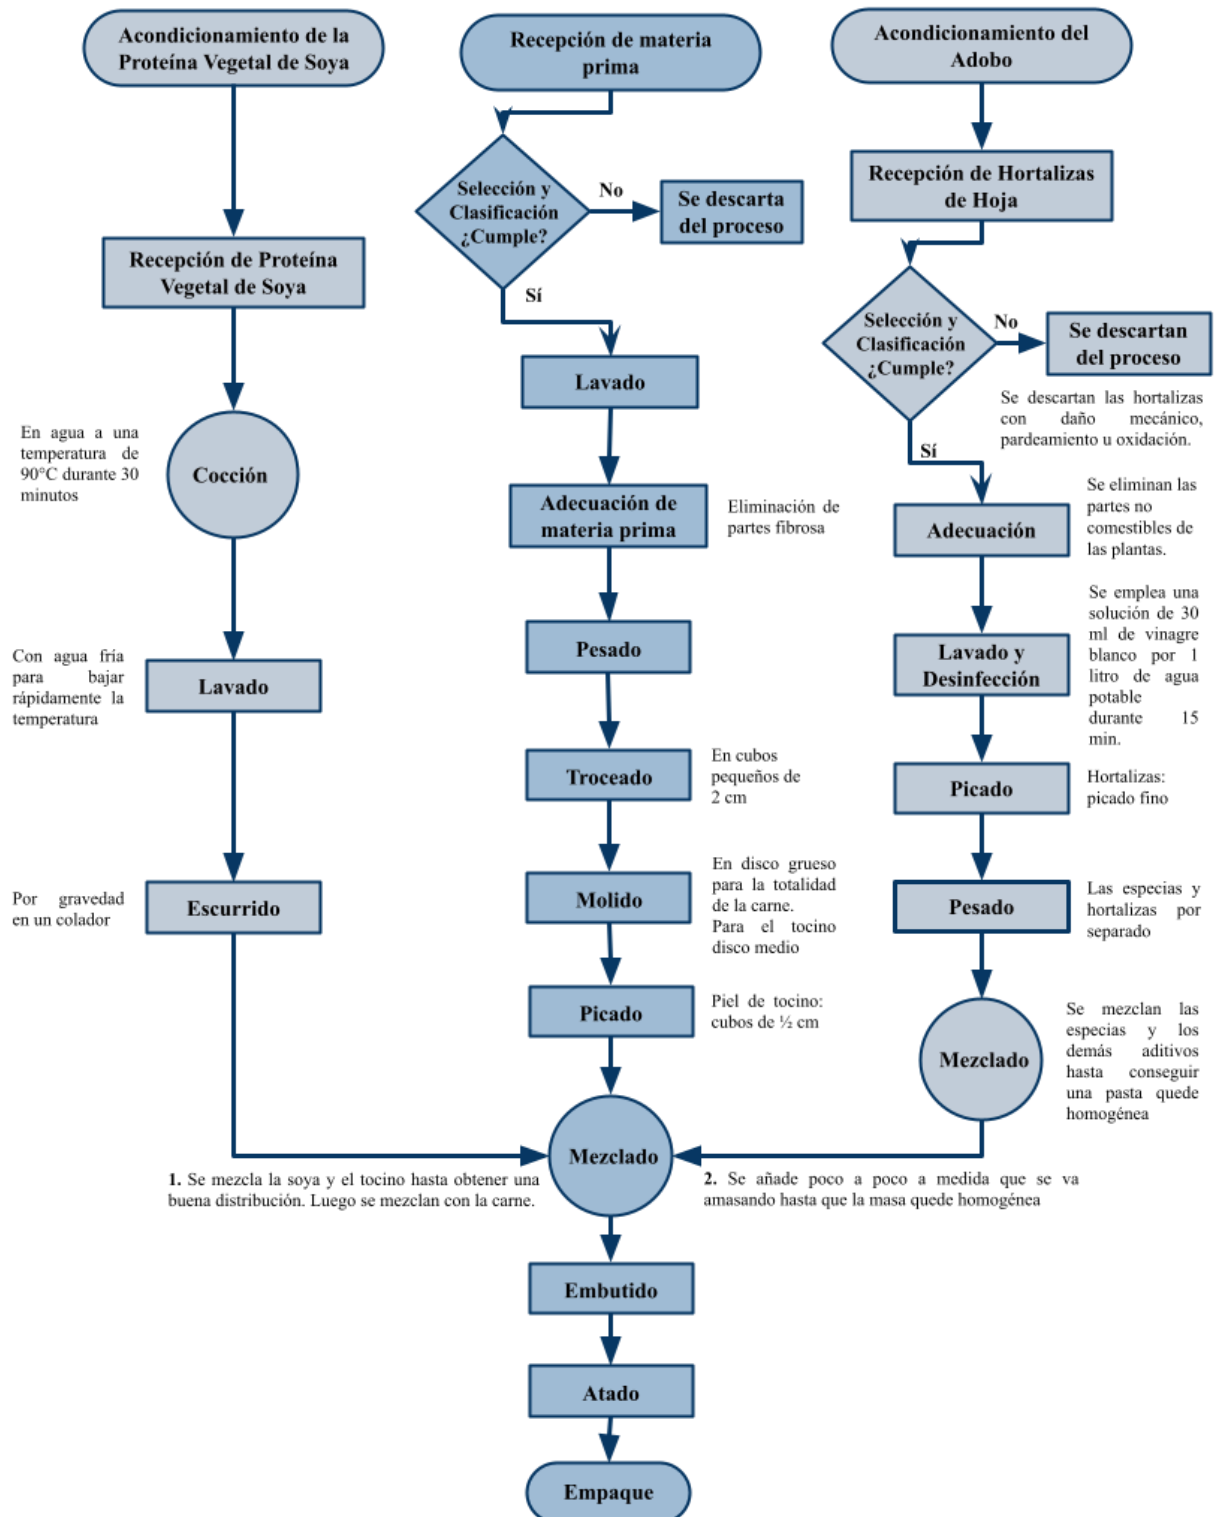 Acondicionamiento de la
Proteína Vegetal de Soya
Recepción de Proteína
Vegetal de Soya
En agua a una
temperatura de
90°C durante 30
minutos
Cocción
Con agua fría
para bajar
rápidamente la
temperatura
Lavado
Por gravedad
en un colador
Escurrido
Recepción de materia
prima
Selección y
Clasificación
¿Cumple?
No
Se descarta
del proceso
Sí
Lavado
Adecuación de
materia prima
Eliminación de
partes fibrosa
Pesado
Troceado
En cubos
pequeños de
2 cm
Molido
En disco grueso
para la totalidad
de la carne.
Para el tocino
disco medio
Picado
Piel de tocino:
cubos de ½ cm
Acondicionamiento del
Adobo
Recepción de Hortalizas
de Hoja
Selección y
Clasificación
¿Cumple?
No
Se descartan
del proceso
Se descartan las hortalizas
con daño mecánico,
pardeamiento u oxidación.
Sí
Adecuación
Se eliminan las
partes no
comestibles de
las plantas.
Lavado y
Desinfección
Se emplea una
solución de 30
ml de vinagre
blanco por 1
litro de agua
potable
durante 15
min.
Picado
Hortalizas:
picado fino
Pesado
Las especias y
hortalizas por
separado
Mezclado
Se mezclan las
especias y los
demás aditivos
hasta conseguir
una pasta quede
homogénea
Mezclado
1. Se mezcla la soya y el tocino hasta obtener una
buena distribución. Luego se mezclan con la carne.
2. Se añade poco a poco a medida que se va
amasando hasta que la masa quede homogénea
Embutido
Atado
Empaque